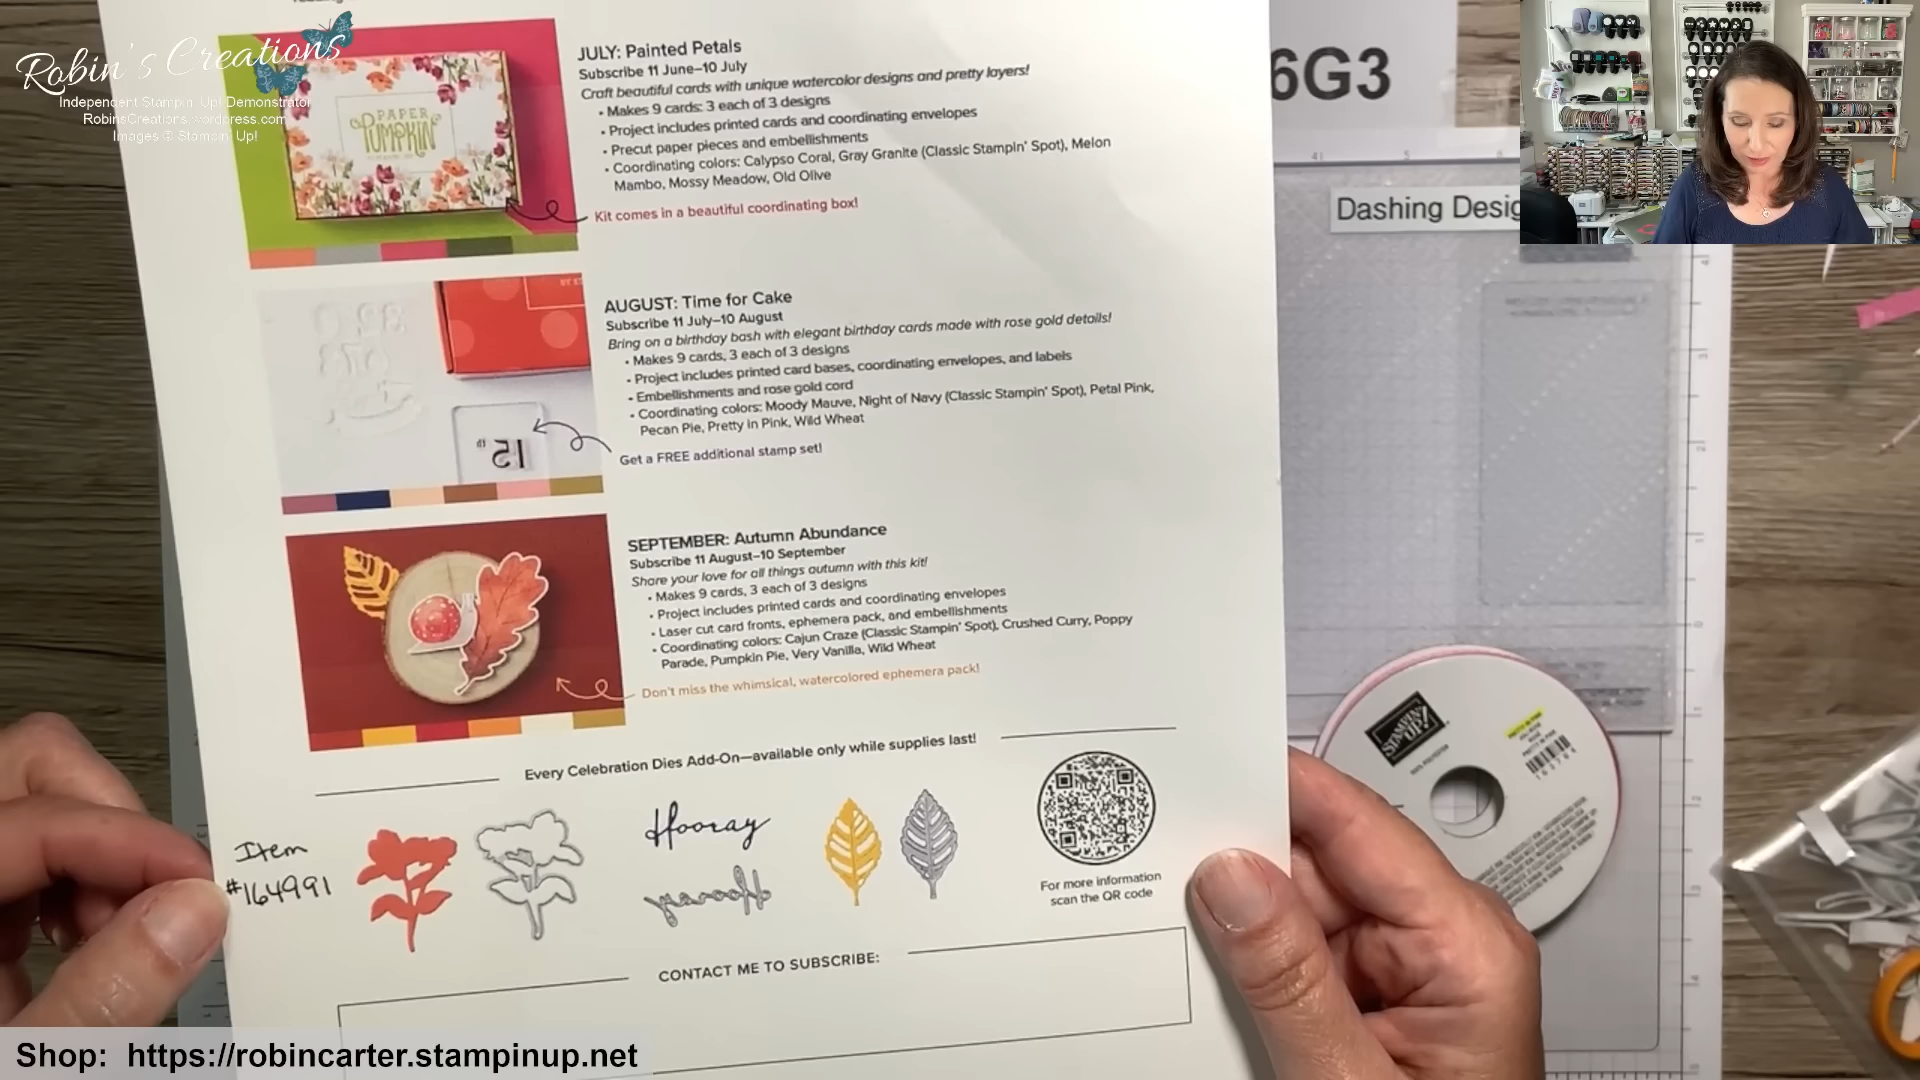 Robin's Creations
Independent Stampin' Up! Demonstrator
RobinsCreations.wordpress.com
Images © Stampin' Up!
PAPER
PUMPKIN
JULY: Painted Petals
Subscribe 11 June–10 July
Craft beautiful cards with unique watercolor designs and pretty layers!
• Makes 9 cards: 3 each of 3 designs
• Project includes printed cards and coordinating envelopes
• Precut paper pieces and embellishments
• Coordinating colors: Calypso Coral, Gray Granite (Classic Stampin' Spot), Melon
Mambo, Mossy Meadow, Old Olive
Kit comes in a beautiful coordinating box!
AUGUST: Time for Cake
Subscribe 11 July–10 August
Bring on a birthday bash with elegant birthday cards made with rose gold details!
• Makes 9 cards, 3 each of 3 designs
• Project includes printed card bases, coordinating envelopes, and labels
• Embellishments and rose gold cord
• Coordinating colors: Moody Mauve, Night of Navy (Classic Stampin' Spot), Petal Pink,
Pecan Pie, Pretty in Pink, Wild Wheat
Get a FREE additional stamp set!
SEPTEMBER: Autumn Abundance
Subscribe 11 August–10 September
Share your love for all things autumn with this kit!
• Makes 9 cards, 3 each of 3 designs
• Project includes printed cards and coordinating envelopes
• Laser cut card fronts, ephemera pack, and embellishments
• Coordinating colors: Cajun Craze (Classic Stampin' Spot), Crushed Curry, Poppy
Parade, Pumpkin Pie, Very Vanilla, Wild Wheat
Don't miss the whimsical, watercolored ephemera pack!
Every Celebration Dies Add-On—available only while supplies last!
Item
#164991
Hooray
Hooray
For more information
scan the QR code
CONTACT ME TO SUBSCRIBE:
6G3
Dashing Desig
STAMPIN'
UP!
Shop: https://robincarter.stampinup.net